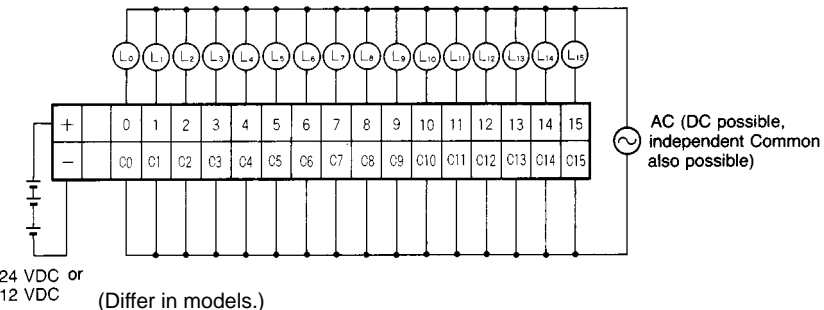 L0 L1 L2 L3 L4 L5 L6 L7 L8 L9 L10 L11 L12 L13 L14 L15
+ 0 1 2 3 4 5 6 7 8 9 10 11 12 13 14 15
− C0 C1 C2 C3 C4 C5 C6 C7 C8 C9 C10 C11 C12 C13 C14 C15
AC (DC possible,
independent Common
also possible)
24 VDC or
12 VDC
(Differ in models.)